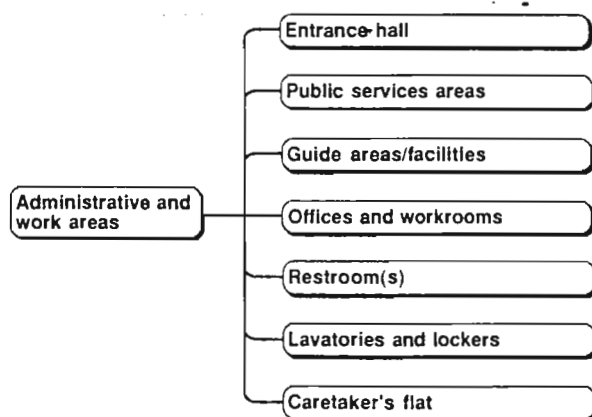 Entrance hall
Public services areas
Guide areas/facilities
Administrative and
work areas
Offices and workrooms
Restroom(s)
Lavatories and lockers
Caretaker's flat